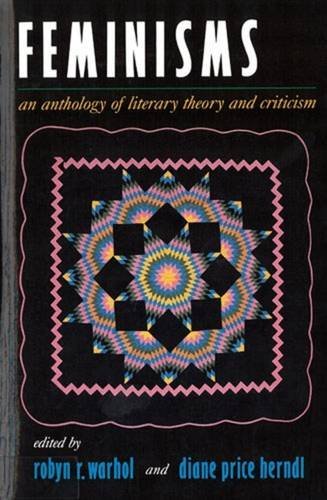 FEMINISMS
an anthology of literary theory and criticism
edited by
robyn r. warhol and diane price herndl